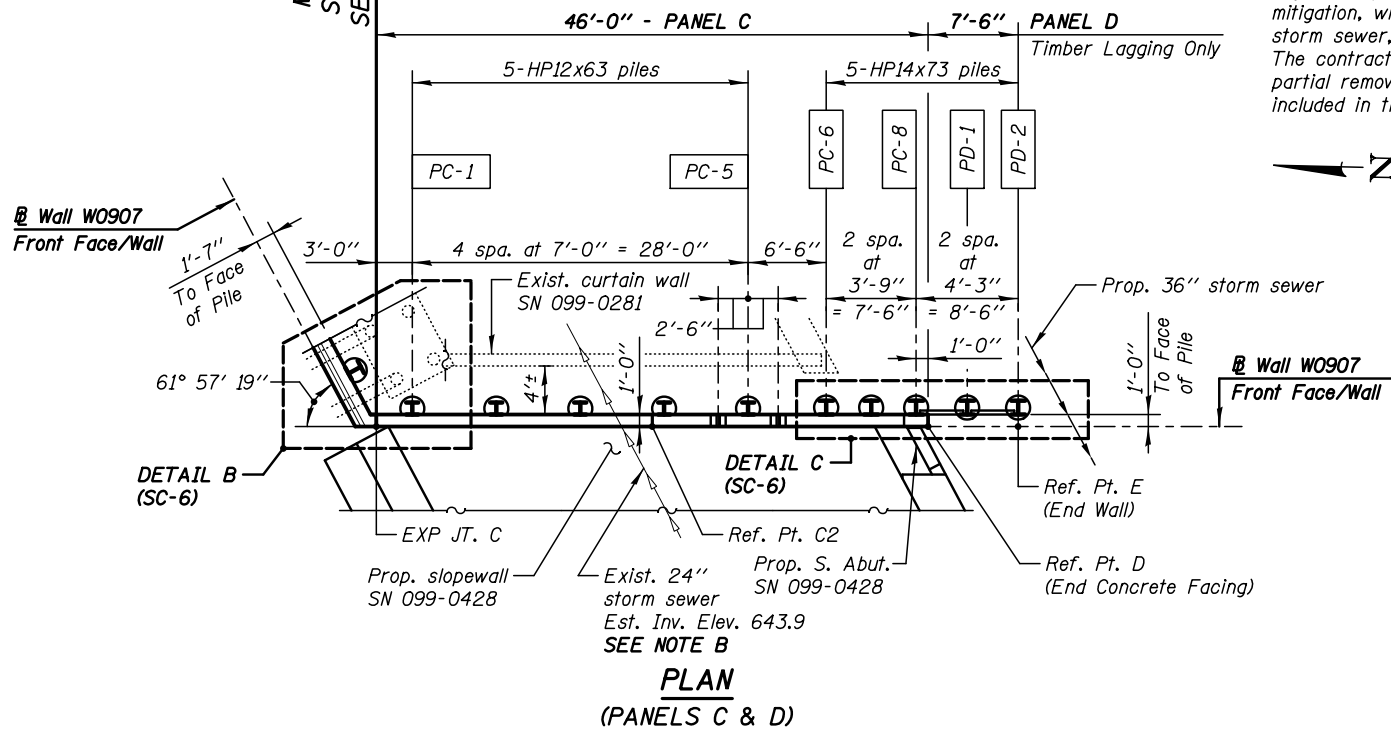 46'-0" - PANEL C
7'-6"
PANEL D
Timber Lagging Only
mitigation, 
storm sewer,
The
partial
included in
5-HP12x63 piles
5-HP14x73 piles
PC-1
PC-5
PC-6
PC-8
PD-1
PD-2
N
℄ Wall W0907
Front Face/Wall
1'-7"
To Face
of Pile
3'-0"
4 spa. at 7'-0" = 28'-0"
6'-6"
2 spa.
at
3'-9"
= 7'-6"
2 spa.
at
4'-3"
= 8'-6"
Exist. curtain wall
SN 099-0281
2'-6"
1'-0"
Prop. 36" storm sewer
1'-0"
To Face
of Pile
℄ Wall W0907
Front Face/Wall
61° 57' 19"
4'±
1'-0"
DETAIL B
(SC-6)
DETAIL C
(SC-6)
Ref. Pt. E
(End Wall)
EXP JT. C
Ref. Pt. C2
Prop. slopewall
SN 099-0428
Exist. 24"
storm sewer
Est. Inv. Elev. 643.9
SEE NOTE B
Prop. S. Abut.
SN 099-0428
Ref. Pt. D
(End Concrete Facing)
PLAN
(PANELS C & D)